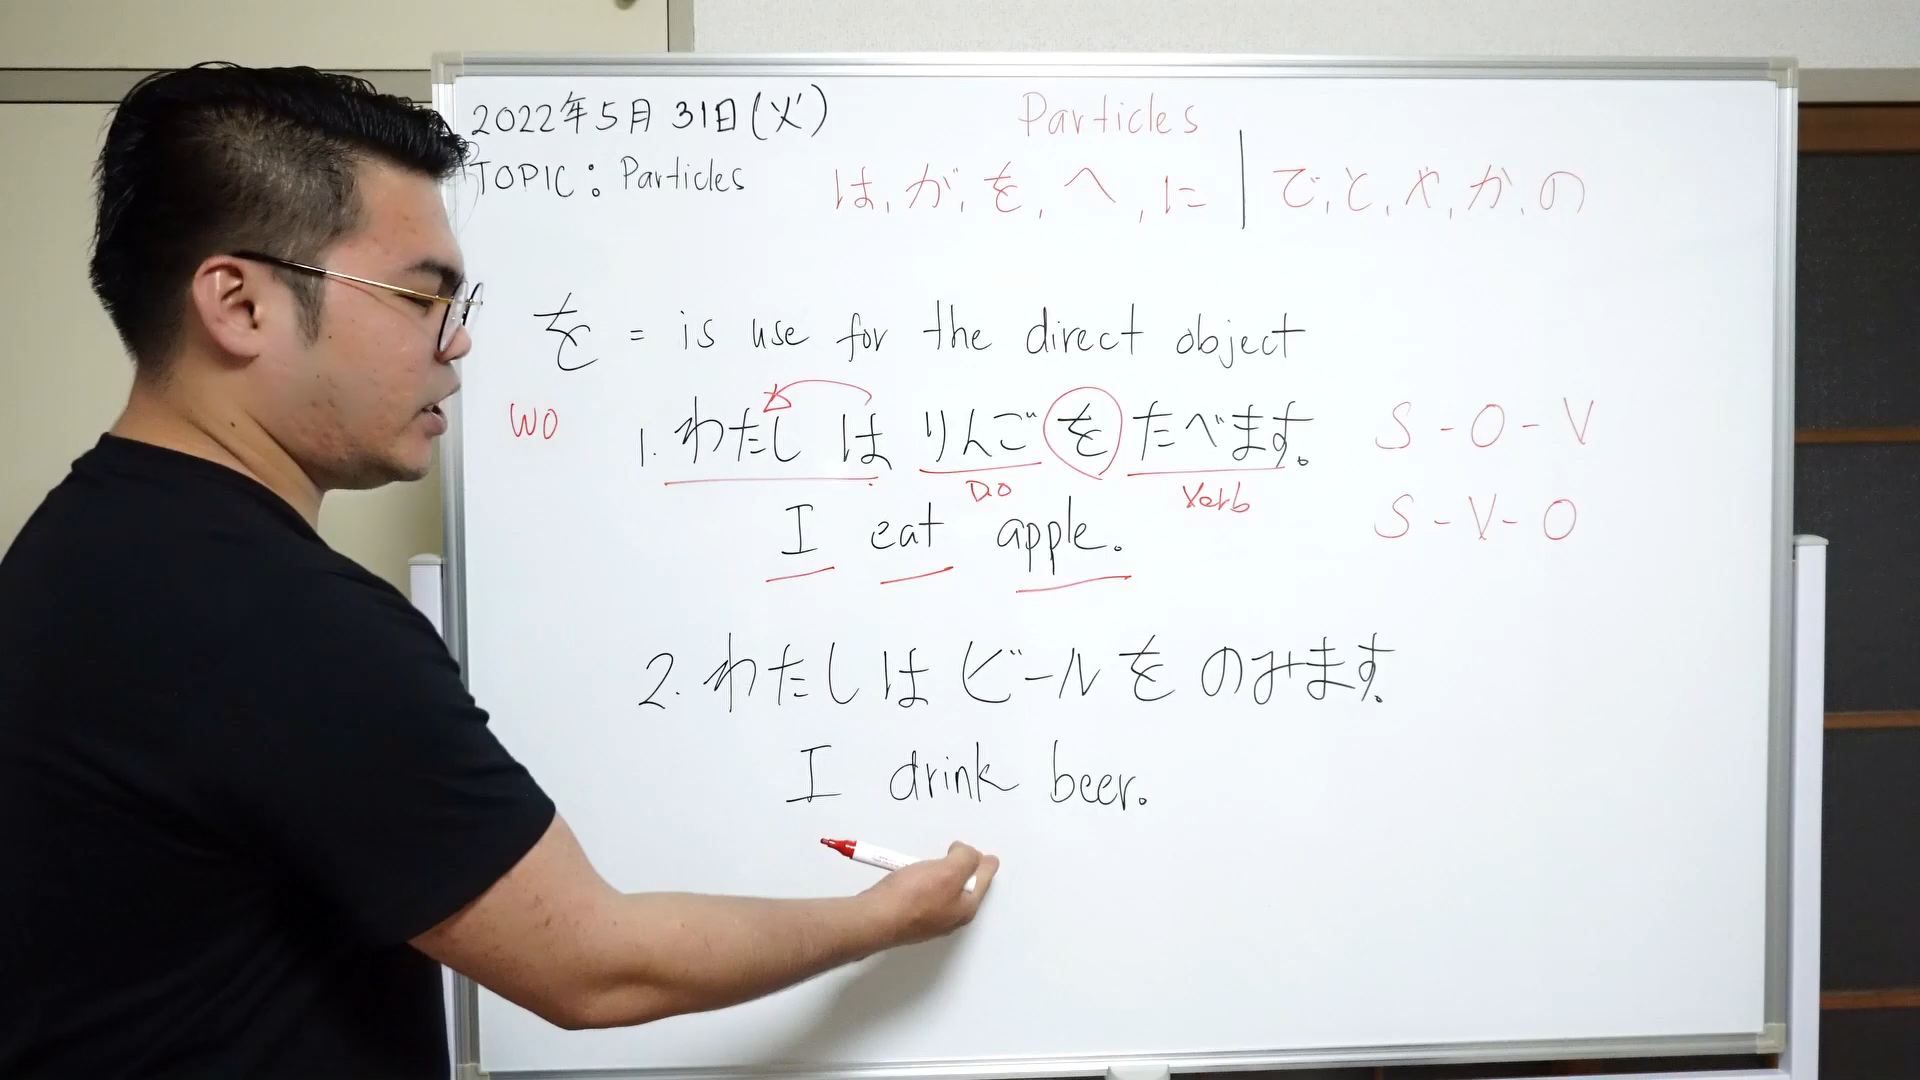 2022年5月31日(火)
TOPIC: Particles
Particles
は,が,を,へ,に | で,と,や,か,の
を = is use for the direct object
wo
1. わたし は りんご を たべます。
DO
Verb
I eat apple.
S-O-V
S-V-O
2. わたし は ビール を のみます。
I drink beer.